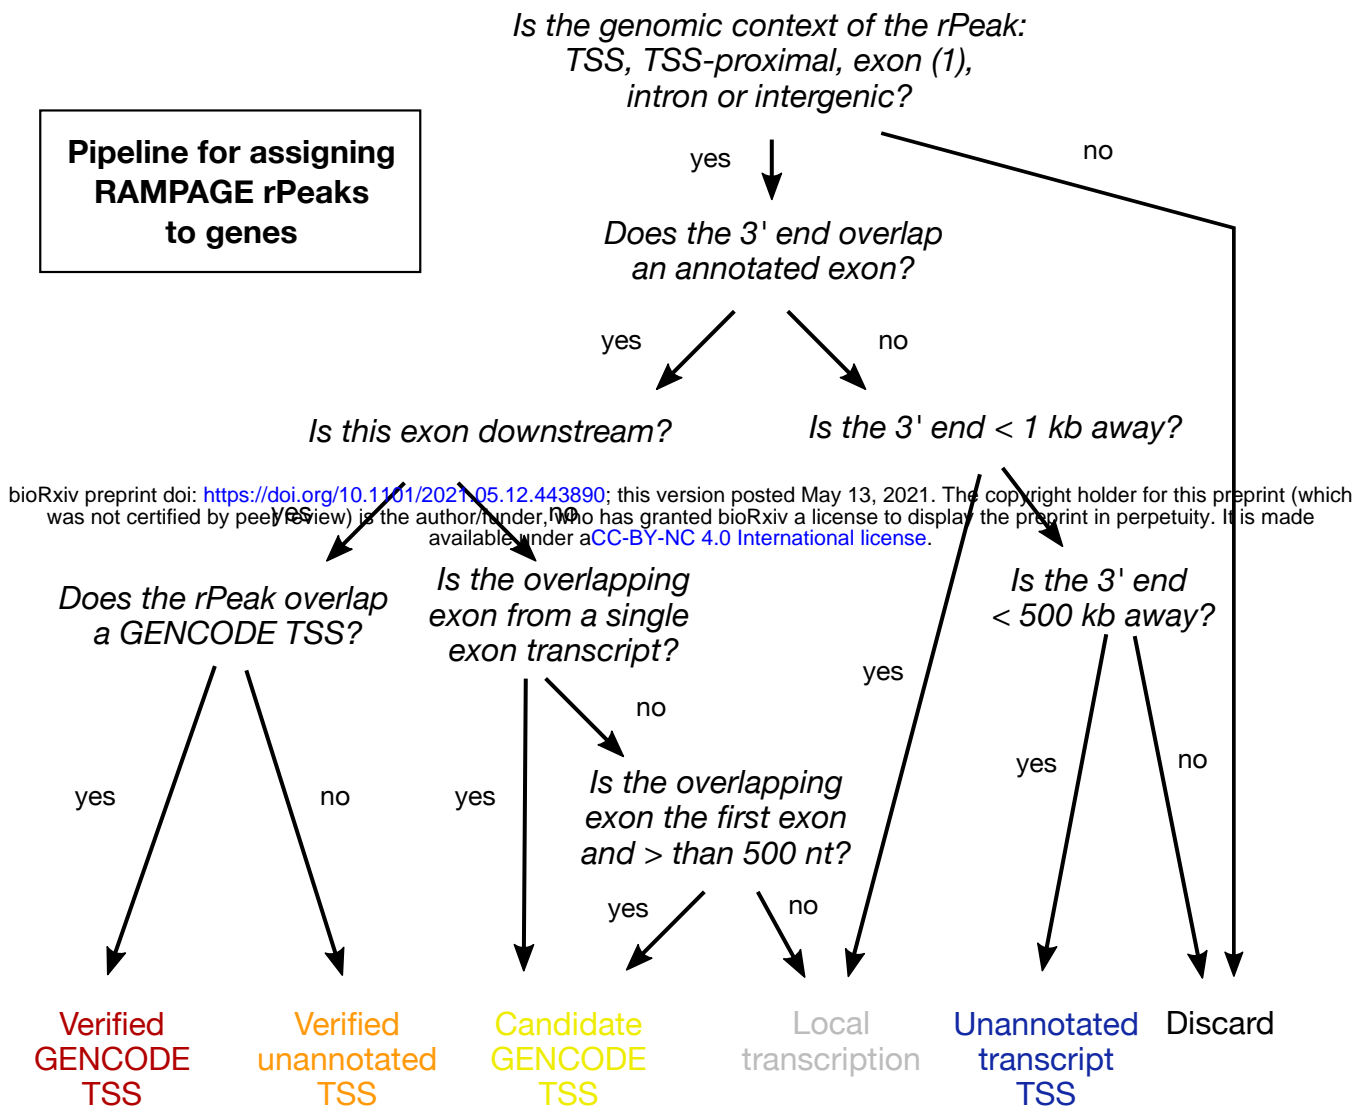 Is the genomic context of the rPeak:
TSS, TSS-proximal, exon (1),
intron or intergenic?
Pipeline for assigning
RAMPAGE rPeaks
to genes
yes
no
Does the 3' end overlap
an annotated exon?
yes
no
Is this exon downstream?
Is the 3' end < 1 kb away?
bioRxiv preprint doi: https://doi.org/10.1101/2021.05.12.443890; this version posted May 13, 2021. The copyright holder for this preprint (which
was not certified by peer review) is the author/funder, who has granted bioRxiv a license to display the preprint in perpetuity. It is made
available under aCC-BY-NC 4.0 International license.
yes
no
Does the rPeak overlap
a GENCODE TSS?
Is the overlapping
exon from a single
exon transcript?
Is the 3' end
< 500 kb away?
yes
no
yes
no
yes
no
yes
Is the overlapping
exon the first exon
and > than 500 nt?
yes
no
Verified
GENCODE
TSS
Verified
unannotated
TSS
Candidate
GENCODE
TSS
Local
transcription
Unannotated
transcript
TSS
Discard